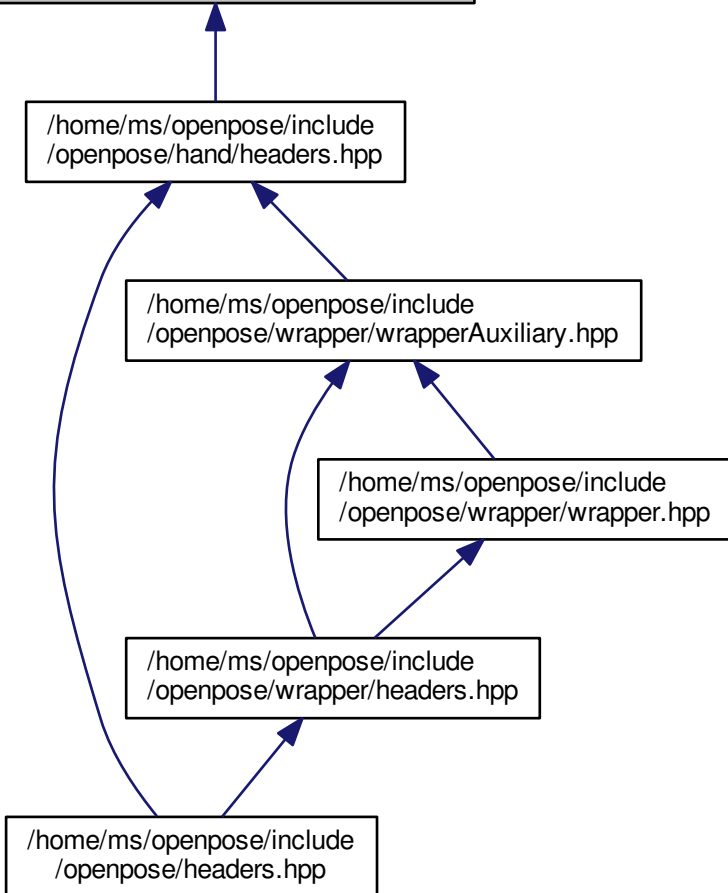 /home/ms/openpose/include
/openpose/hand/headers.hpp
/home/ms/openpose/include
/openpose/wrapper/wrapperAuxiliary.hpp
/home/ms/openpose/include
/openpose/wrapper/wrapper.hpp
/home/ms/openpose/include
/openpose/wrapper/headers.hpp
/home/ms/openpose/include
/openpose/headers.hpp